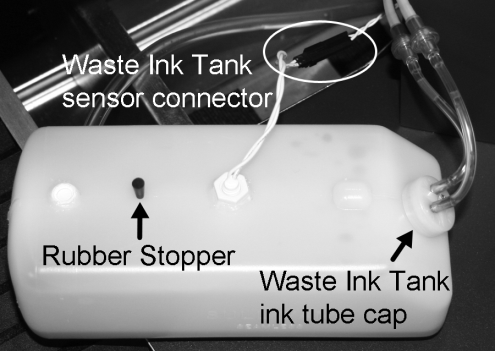 Waste Ink Tank
sensor connector
Rubber Stopper
Waste Ink Tank
ink tube cap